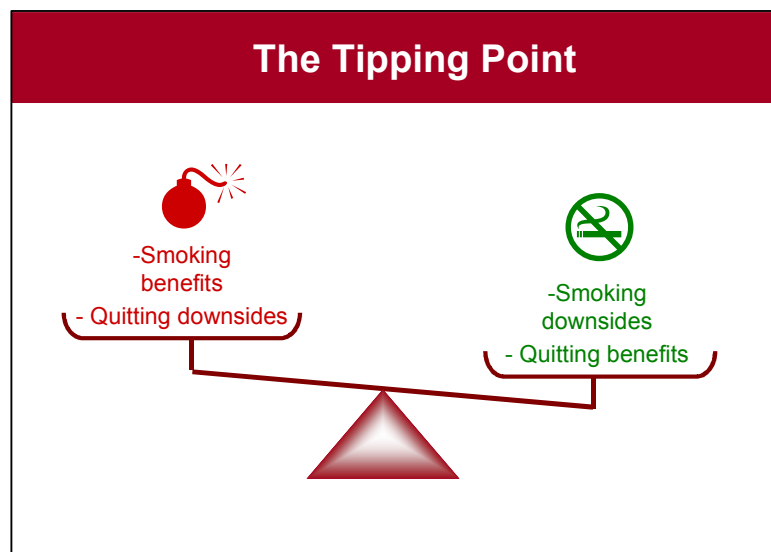 The Tipping Point
-Smoking
benefits
- Quitting downsides
-Smoking
downsides
- Quitting benefits